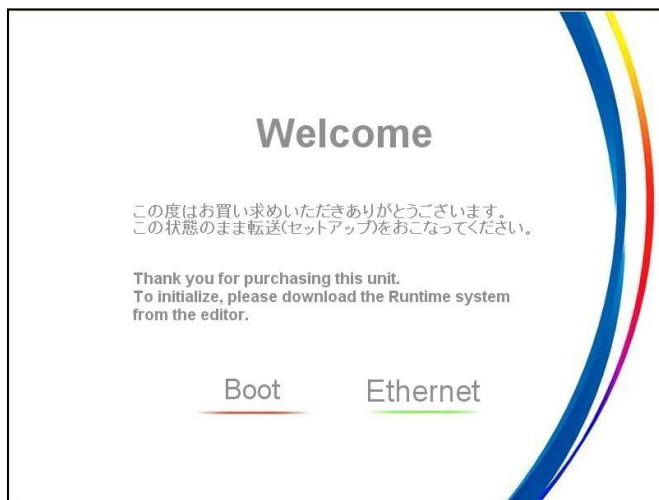 Welcome
この度はお買い求めいただきありがとうございます。
この状態のまま転送(セットアップ)をおこなってください。
Thank you for purchasing this unit.
To initialize, please download the Runtime system
from the editor.
Boot Ethernet